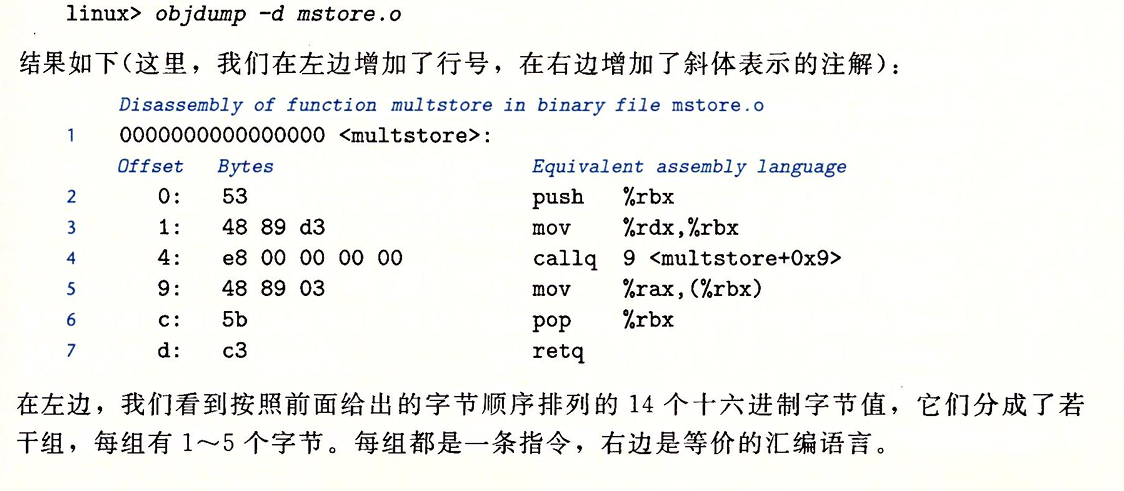 linux> objdump -d mstore.o
结果如下(这里，我们在左边增加了行号，在右边增加了斜体表示的注解)：
Disassembly of function multstore in binary file mstore.o
1 0000000000000000 <multstore>:
Offset Bytes Equivalent assembly language
2 0: 53 push %rbx
3 1: 48 89 d3 mov %rdx,%rbx
4 4: e8 00 00 00 00 callq 9 <multstore+0x9>
5 9: 48 89 03 mov %rax,(%rbx)
6 c: 5b pop %rbx
7 d: c3 retq
在左边，我们看到按照前面给出的字节顺序排列的 14 个十六进制字节值，它们分成了若
干组，每组有 1～5 个字节。每组都是一条指令，右边是等价的汇编语言。